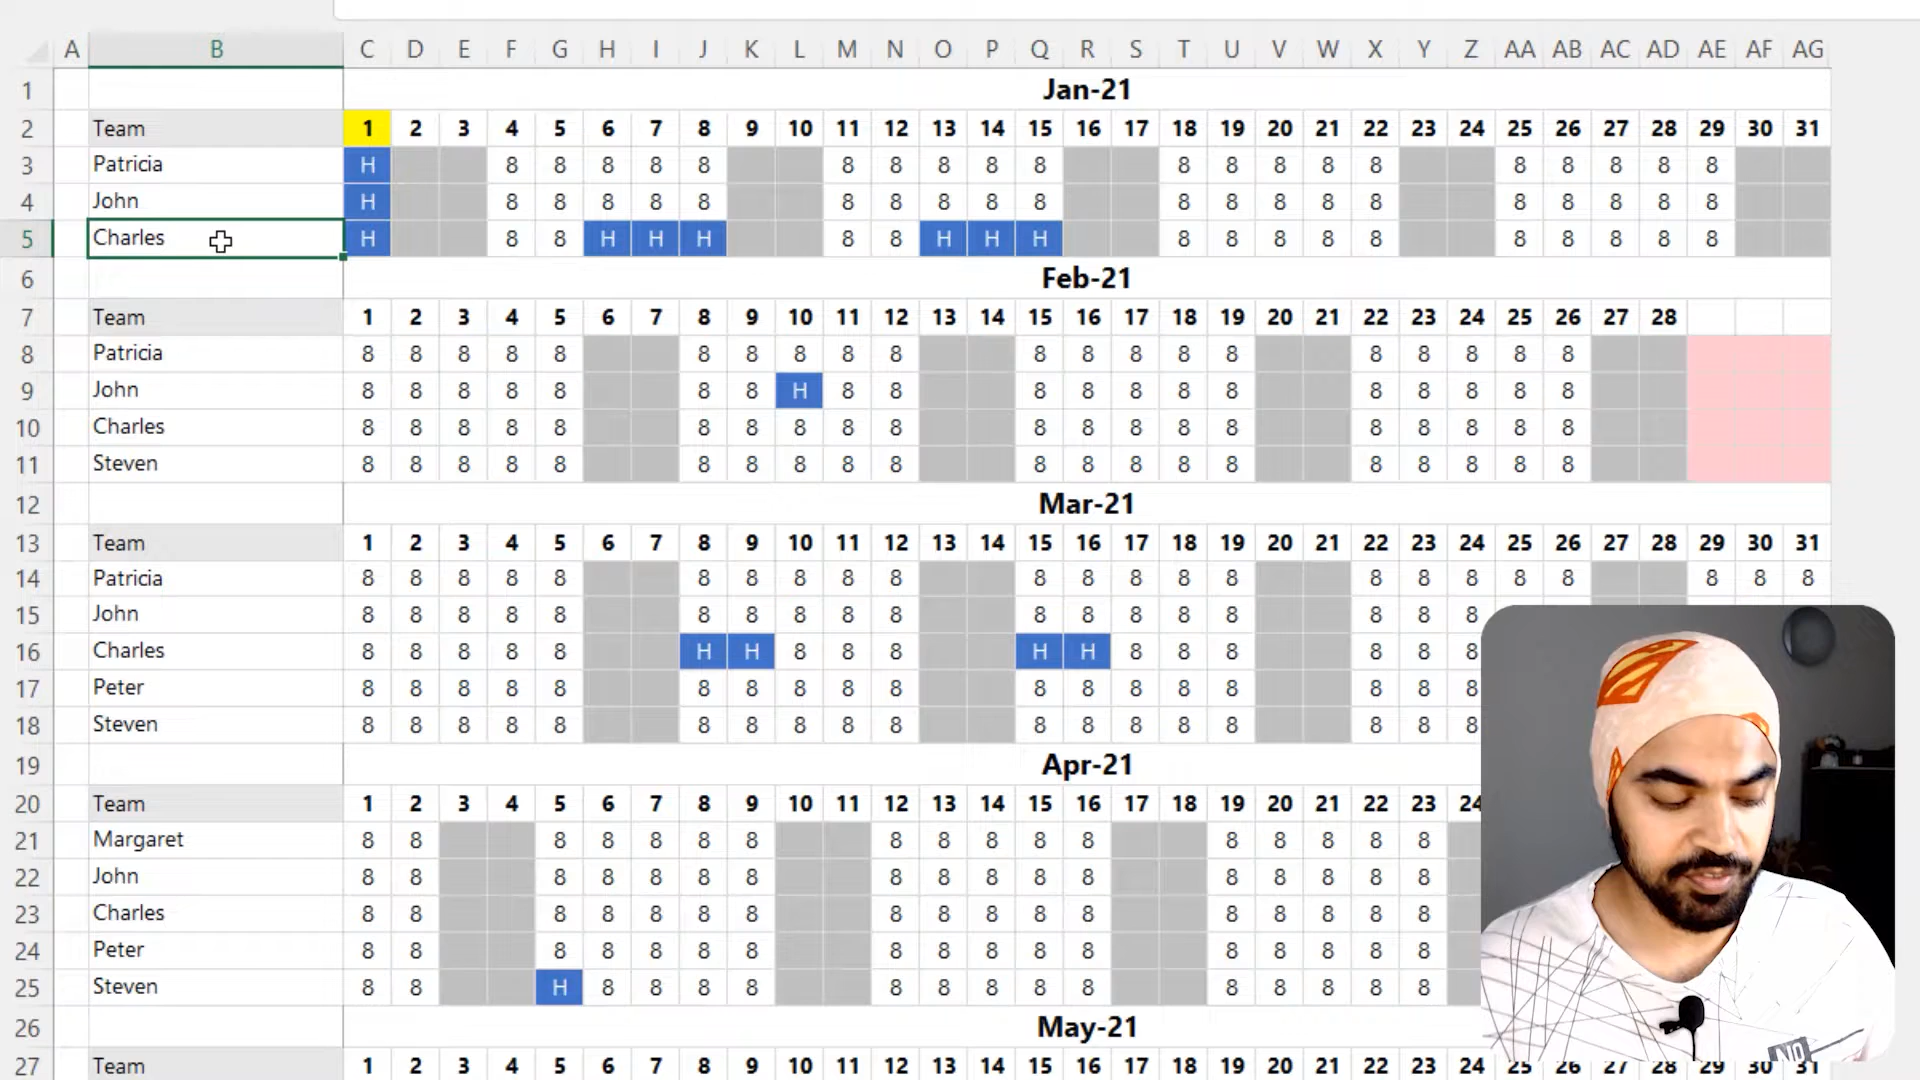 A B C D E F G H I J K L M N O P Q R S T U V W X Y Z AA AB AC AD AE AF AG
1 Jan-21
2 Team 1 2 3 4 5 6 7 8 9 10 11 12 13 14 15 16 17 18 19 20 21 22 23 24 25 26 27 28 29 30 31
3 Patricia H 8 8 8 8 8 8 8 8 8 8 8 8 8 8 8 8 8 8 8 8
4 John H 8 8 8 8 8 8 8 8 8 8 8 8 8 8 8 8 8 8 8 8
5 Charles H 8 8 H H H 8 8 H H H 8 8 8 8 8 8 8 8 8 8
6 Feb-21
7 Team 1 2 3 4 5 6 7 8 9 10 11 12 13 14 15 16 17 18 19 20 21 22 23 24 25 26 27 28
8 Patricia 8 8 8 8 8 8 8 8 8 8 8 8 8 8 8 8 8 8 8 8
9 John 8 8 8 8 8 8 8 H 8 8 8 8 8 8 8 8 8 8 8 8
10 Charles 8 8 8 8 8 8 8 8 8 8 8 8 8 8 8 8 8 8 8 8
11 Steven 8 8 8 8 8 8 8 8 8 8 8 8 8 8 8 8 8 8 8 8
12 Mar-21
13 Team 1 2 3 4 5 6 7 8 9 10 11 12 13 14 15 16 17 18 19 20 21 22 23 24 25 26 27 28 29 30 31
14 Patricia 8 8 8 8 8 8 8 8 8 8 8 8 8 8 8 8 8 8 8 8 8 8 8
15 John 8 8 8 8 8 8 8 8 8 8 8 8 8 8 8 8 8 8
16 Charles 8 8 8 8 8 H H 8 8 8 H H 8 8 8 8 8 8
17 Peter 8 8 8 8 8 8 8 8 8 8 8 8 8 8 8 8 8 8
18 Steven 8 8 8 8 8 8 8 8 8 8 8 8 8 8 8 8 8 8
19 Apr-21
20 Team 1 2 3 4 5 6 7 8 9 10 11 12 13 14 15 16 17 18 19 20 21 22 23 24
21 Margaret 8 8 8 8 8 8 8 8 8 8 8 8 8 8 8 8 8
22 John 8 8 8 8 8 8 8 8 8 8 8 8 8 8 8 8 8
23 Charles 8 8 8 8 8 8 8 8 8 8 8 8 8 8 8 8 8
24 Peter 8 8 8 8 8 8 8 8 8 8 8 8 8 8 8 8 8
25 Steven 8 8 H 8 8 8 8 8 8 8 8 8 8 8 8 8 8
26 May-21
27 Team 1 2 3 4 5 6 7 8 9 10 11 12 13 14 15 16 17 18 19 20 21 22 23 24 25 26 27 28 29 30 31
NO